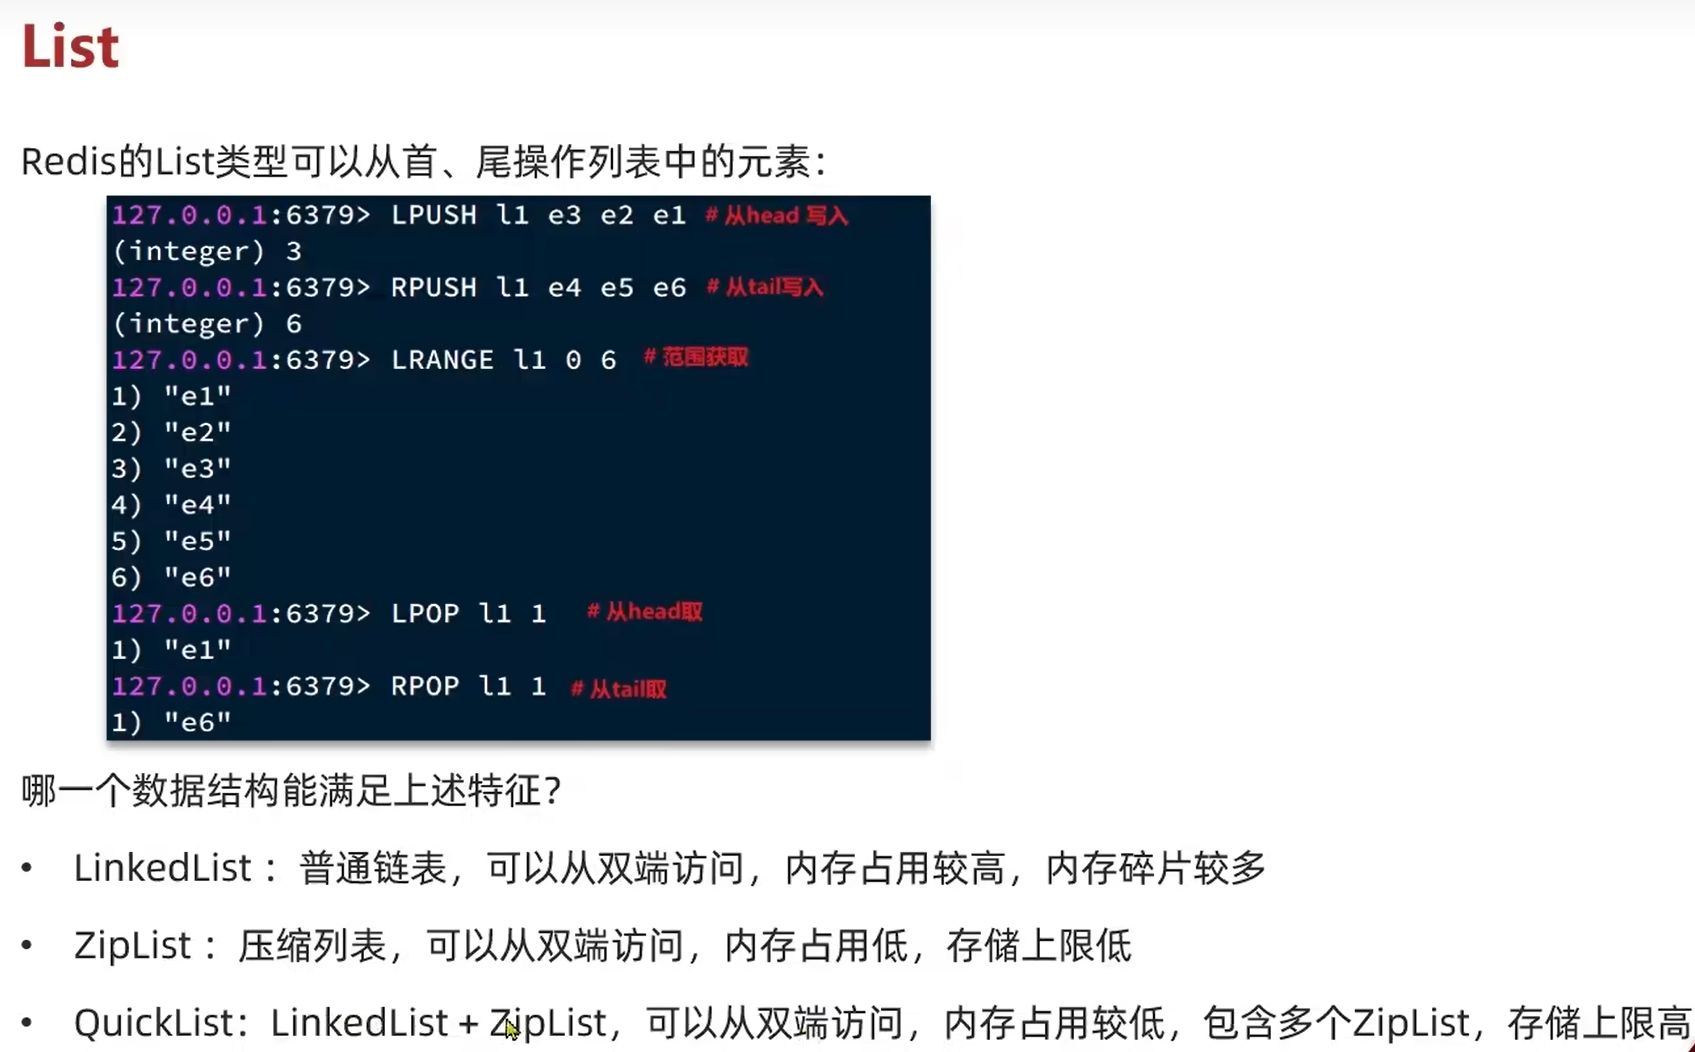 List
Redis的List类型可以从首、尾操作列表中的元素：
127.0.0.1:6379> LPUSH l1 e3 e2 e1 # 从head 写入
(integer) 3
127.0.0.1:6379> RPUSH l1 e4 e5 e6 # 从tail写入
(integer) 6
127.0.0.1:6379> LRANGE l1 0 6 # 范围获取
1) "e1"
2) "e2"
3) "e3"
4) "e4"
5) "e5"
6) "e6"
127.0.0.1:6379> LPOP l1 1 # 从head取
1) "e1"
127.0.0.1:6379> RPOP l1 1 # 从tail取
1) "e6"
哪一个数据结构能满足上述特征？
• LinkedList ：普通链表，可以从双端访问，内存占用较高，内存碎片较多
• ZipList ：压缩列表，可以从双端访问，内存占用低，存储上限低
• QuickList：LinkedList + ZipList，可以从双端访问，内存占用较低，包含多个ZipList，存储上限高